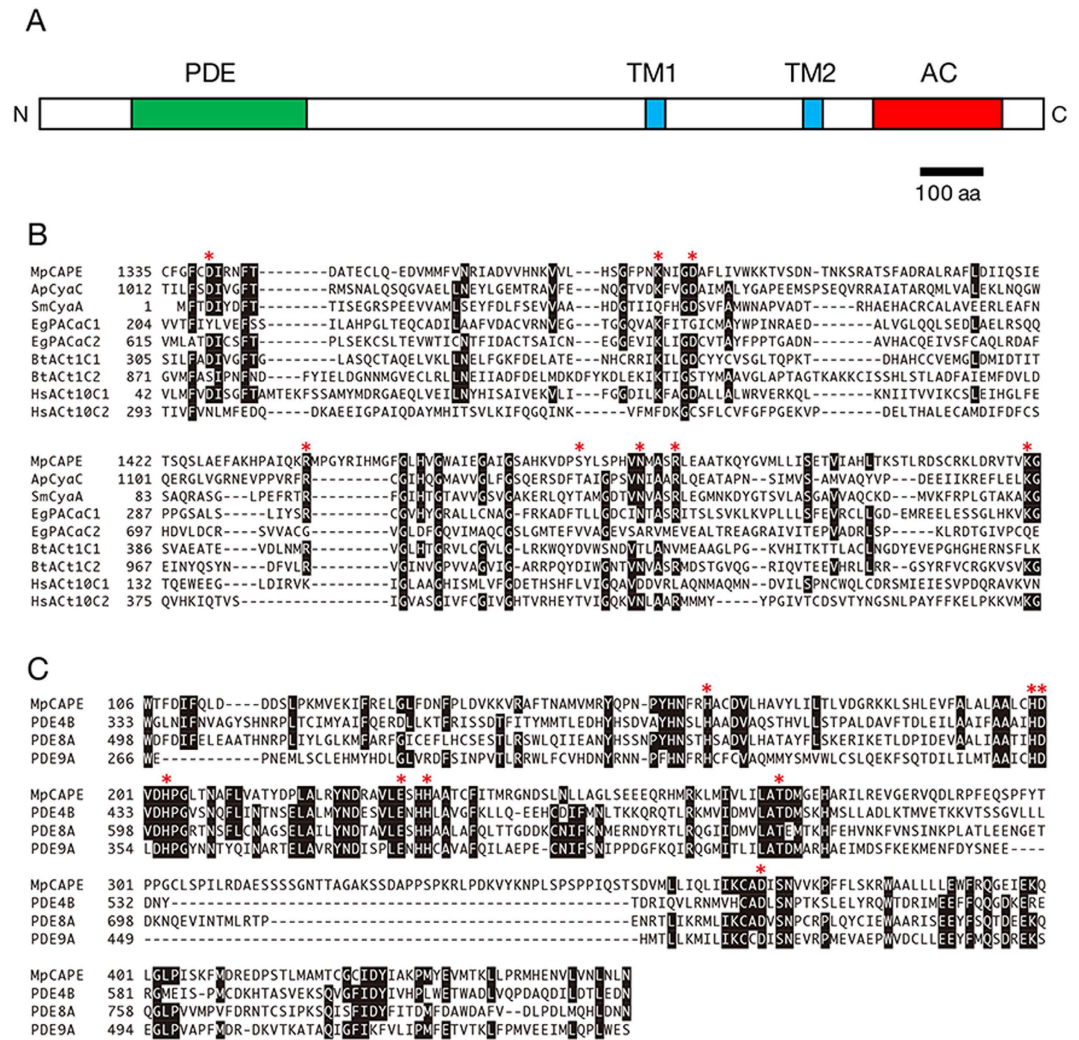 A
PDE TM1 TM2 AC
N C
100 aa
B
* * *
MpCAPE 1335 CFGFCDIRNFT--------DATECLQ-EDVMMFVNRIADVVHNKVVL--HSGFPNKNIGDAFLIVWKKTVSDN-TNKSRATSFADRALRAFLDIIQSIE
ApCyaC 1012 TILFSDIVGFT--------RMSNALQSQGVAELLNEYLGEMTRAVFE--NQGTVDKFVGDAIMALYGAPEEMSPSEQVRRAIATARQMLVALEKLNQGW
SmCyaA 1 MFTDIYDFT--------TISEGRSPEEVVAMLSEYFDLFSEVVAA--HDGTIIQFHGDSVFAMWNAPVADT----RHAEHACRCALAVEERLEAFN
EgPACaC1 204 VVTFIYLVEFSS-------ILAHPGLTEQCADILAAFVDACVRNVEG--TGGQVAKFITGICMAYWPINRAED--------ALVGLQQLSEDLAELRSQQ
EgPACaC2 615 VMLATDICSFT--------PLSEKCSLTEVWTICNTFIDACTSAICN--EGGEVIKLIGDCVTAYFPPTGADN--------AVHACQEIVSFCAQLRDAF
BtACt1C1 305 SILFADIVGFTG-------LASQCTAQELVKLLNELFGKFDELATE--NHCRRIKILGDCYYCVSGLTQPKT--------DHAHCCVEMGLDMIDTIT
BtACt1C2 871 GVMFASIPNFND----FYIELDGNNMGVECLRLLNEIIADFDELMDKDFYKDLEKIKTIGSTYMAAVGLAPTAGTKAKKCISSHLSTLADFAIEMFDVLD
HsACt10C1 42 VLMFVDISGFTAMTEKFSSAMYMDRGAEQLVEILNYHISAIVEKVLI--FGGDILKFAGDALLALWRVERKQL------KNIITVVIKCSLEIHGLFE
HsACt10C2 293 TIVFVNLMFEDQ-----DKAEEIGPAIQDAYMHITSVLKIFQGQINK------VFMFDKGCSFLCVFGFPGEKVP-----DELTHALECAMDIFDFCS
* * * * *
MpCAPE 1422 TSQSLAEFAKHPAIQKRMPGYRIHMGFGLHVGWAIEGAIGSAHKVDPSYLSPHVNMASRLEAATKQYGVMLLISETVIAHLTKSTLRDSCRKLDRVTVKG
ApCyaC 1101 QERGLVGRNEVPPVRFR---------CGIHQGMAVVGLFGSQERSDFTAIGPSVNIAARLQEATAPN---SIMVS-AMVAQYVP---DEEIIKREFLELKG
SmCyaA 83 SAQRASG---LPEFRTR---------FGIHTGTAVVGSVGAKERLQYTAMGDTVNVASRLEGMNKDYGTSVLASGAVVAQCKD---MVKFRPLGTAKAKG
EgPACaC1 287 PPGSALS----LIYSR----------CGVHYGRALLCNAG-FRKADFTLLGDCINTASRITSLSVKLKVPLLLSFEVRCLLGD-EMREELESSGLHKVKG
EgPACaC2 697 HDVLDCR----SVVACG---------VGLDFGQVIMAQCGSLGMTEFVVAGEVSARVMEVEALTREAGRAIVITEPVADRLSP-----KLRDTGIVPCQE
BtACt1C1 386 SVAEATE----VDLNMR---------VGLHTGRVLCGVLG-LRKWQYDVWSNDVTLANVMEAAGLPG--KVHITKTTLACLNGDYEVEPGHGHERNSFLK
BtACt1C2 967 EINYQSYN---DFVLR----------VGINVGPVVAGVIG-ARRPQYDIWGNTVNVASRMDSTGVQG--RIQVTEEVHRLLRR--GSYRFVCRGKVSVKG
HsACt10C1 132 TQEWEEG---LDIRVK----------IGLAAGHISMLVFGDETHSHFLVIGQAVDDVRLAQNMAQMN---DVILSPNCWQLCDRSMIEIESVPDQRAVKVN
HsACt10C2 375 QVHKIQTVS-----------------IGVASGIVFCGIVGHTVRHEYTVIGQKVNLAARMMMY-----YPGIVTCDSVTYNGSNLPAYFFKELPKKVMKG
C
* **
MpCAPE 106 WTFDIFQLD----DDSLPKMVEKIFRELGLFDNFPLDVKKVRAFTNAMVMRYQPN-PYHNFRHACDVLHAVYLILTLVDGRKKLSHLEVFALALAALCHD
PDE4B 333 WGLNIFNVAGYSHNRPLTCIMYAIFQERDLLKTFRISSDTFITYMMTLEDHYHSDVAYHNSLHAADVAQSTHVLLSTPALDAVFTDLEILAAIFAAAIHD
PDE8A 498 WDFDIFELEAATHNRPLIYLGLKMFARFGICEFLHCSESTLRSWLQIIEANYHSSNPYHNSTHSADVLHATAYFLSKERIKETLDPIDEVAALIAATIHD
PDE9A 266 WE----------PNEMLSCLEHMYHDLGLVRDFSINPVTLRRWLFCVHDNYRNN-PFHNFRHCFCVAQMMYSMVWLCSLQEKFSQTDILILMTAAICHD
* * * *
MpCAPE 201 VDHPGLTNAFLVATYDPLALRYNDRAVLESHHAATCFITMRGNDSLNLLAGLSEEEQRHMRKLMIVLILATDMGEHARILREVGERVQDLRPFEQSPFYT
PDE4B 433 VDHPGVSNQFLINTNSELALMYNDESVLENHHLAVGFKLLQ-EEHCDIFMNLTKKQRQTLRKMVIDMVLATDMSKHMSLLADLKTMVETKKVTSSGVLLL
PDE8A 598 VDHPGRTNSFLCNAGSELAILYNDTAVLESHHAALAFQLTTGDDKCNIFKNMERNDYRTLRQGIIDMVLATEMTKHFEHVNKFVNSINKPLATLEENGET
PDE9A 354 LDHPGYNNTYQINARTELAVRYNDISPLENHHCAVAFQILAEPE-CNIFSNIPPDGFKQIRQGMITLILATDMARHAEIMDSFKEKMENFDYSNEE----
*
MpCAPE 301 PPGCLSPILRDAESSSSGNTTAGAKSSDAPPSPKRLPDKVYKNPLSPSPPIQSTSDVMLLIQLIIKCADISNVVKPFFLSKRWAALLLLEWFRQGEIEKQ
PDE4B 532 DNY-----------------------------------------------------TDRIQVLRNMVHCADLSNPTKSLELYRQWTDRIMEEFFQQGDKERE
PDE8A 698 DKNQEVINTMLRTP------------------------------------------ENRTLIKRMLIKCADVSNPCRPLQYCIEWAARISEEYFSQTDEEKQ
PDE9A 449 --------------------------------------------------------HMTLLKMILIKCCDISNEVRPMEVAEPWVDCLLEEYFMQSDREKS
MpCAPE 401 LGLPISKFMDREDPSTLMAMTCGCIDYIAKPMYEVMTKLLPRMHENVLVNLNLN
PDE4B 581 RGMEIS-PMCDKHTASVEKSQVGFIDYIVHPLWETWADLVQPDAQDILDTLEDN
PDE8A 758 QGLPVVMPVFDRNTCSIPKSQISFIDYFITDMFDAWDAFV-DLPDLMQHLDNN
PDE9A 494 EGLPVAPFMDR-DKVTKATAQIGFIKFVLIPMFETVTKLFPMVEEIMLQPLWES